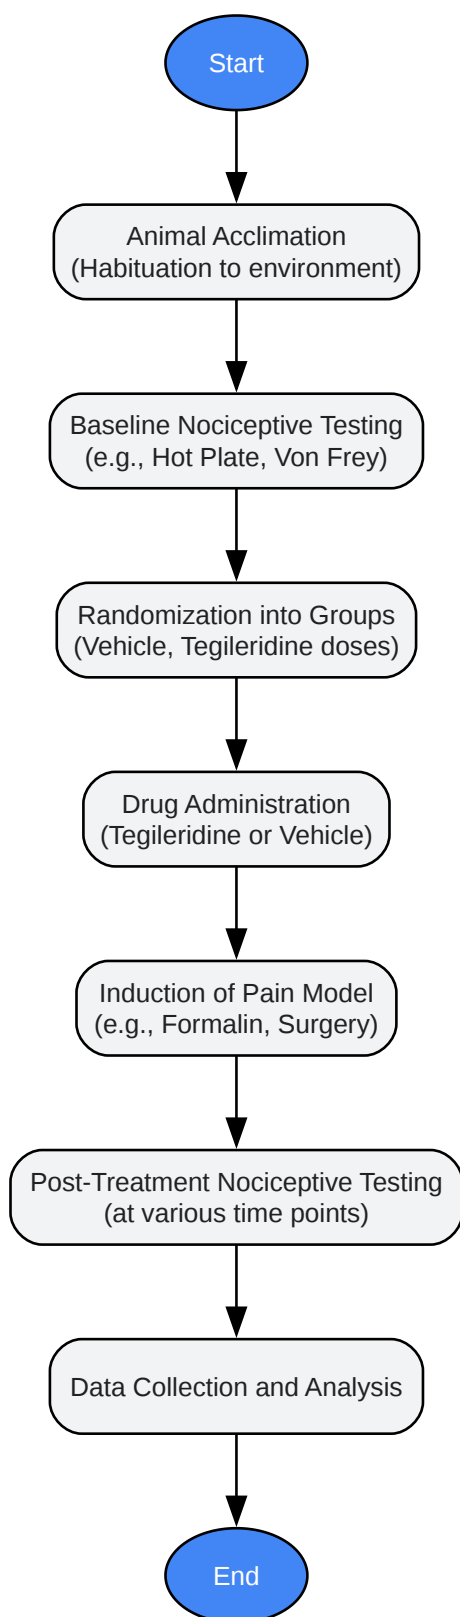 Start
Animal Acclimation
(Habituation to environment)
Baseline Nociceptive Testing
(e.g., Hot Plate, Von Frey)
Randomization into Groups
(Vehicle, Tegileridine doses)
Drug Administration
(Tegileridine or Vehicle)
Induction of Pain Model
(e.g., Formalin, Surgery)
Post-Treatment Nociceptive Testing
(at various time points)
Data Collection and Analysis
End